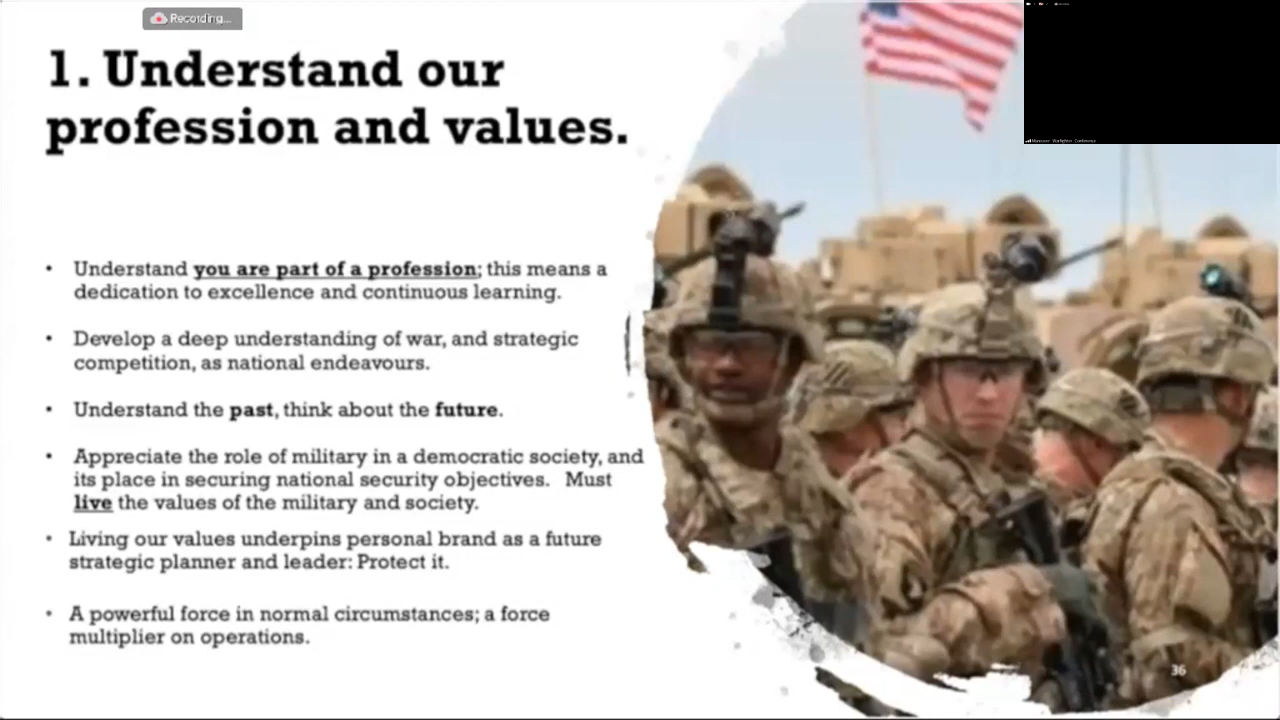 Recording...
1. Understand our
profession and values.
• Understand you are part of a profession; this means a
dedication to excellence and continuous learning.
• Develop a deep understanding of war, and strategic
competition, as national endeavours.
• Understand the past, think about the future.
• Appreciate the role of military in a democratic society, and
its place in securing national security objectives. Must
live the values of the military and society.
• Living our values underpins personal brand as a future
strategic planner and leader: Protect it.
• A powerful force in normal circumstances; a force
multiplier on operations.
36
Maneuver Warfighter Conference